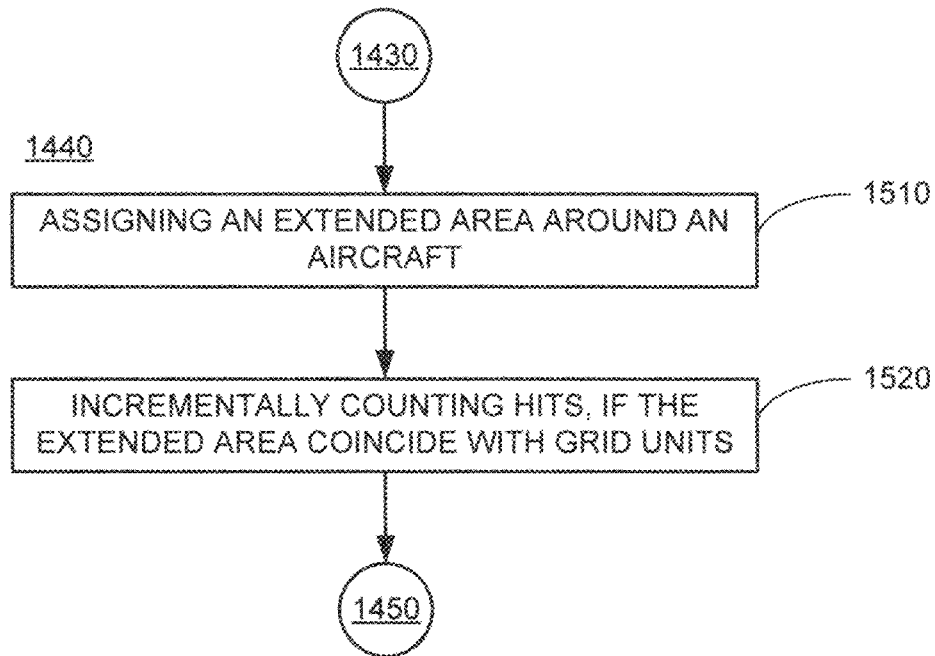 1430
1440
1510
ASSIGNING AN EXTENDED AREA AROUND AN
AIRCRAFT
1520
INCREMENTALLY COUNTING HITS, IF THE
EXTENDED AREA COINCIDE WITH GRID UNITS
1450